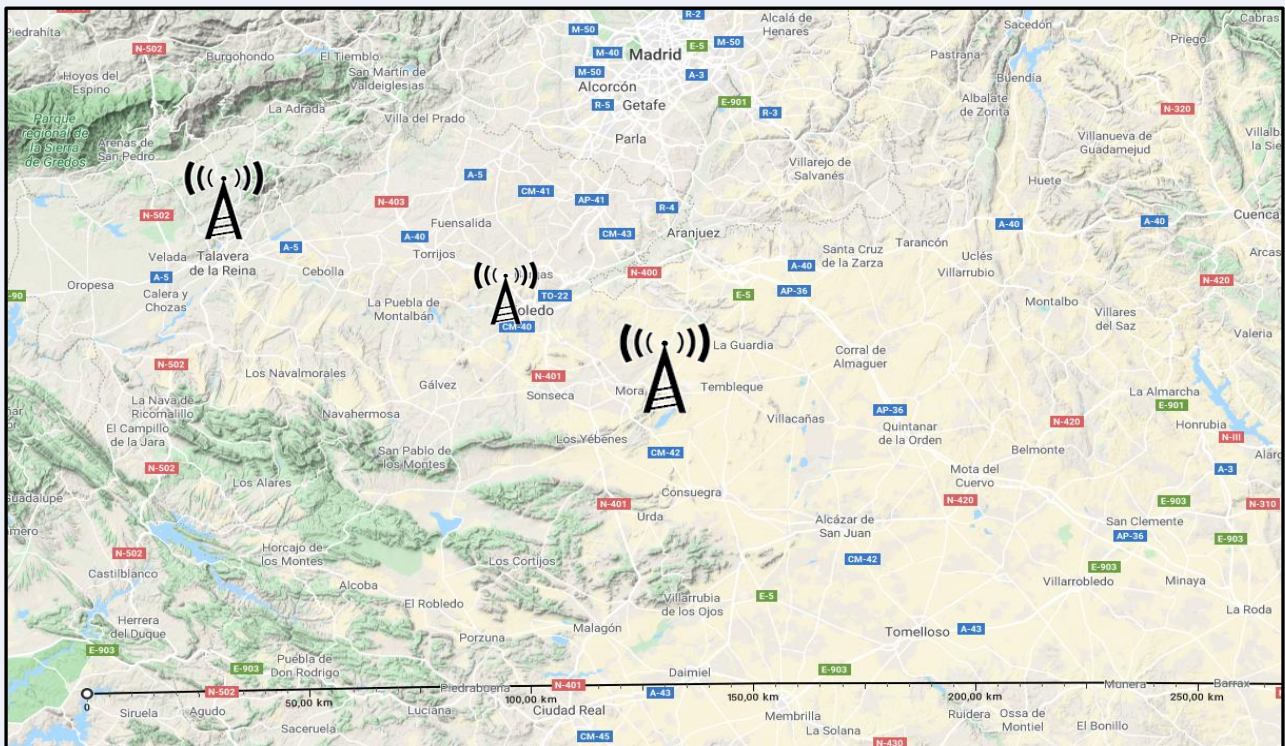 R-2
Piedrahíta
N-502
Burgohondo
El Tiemblo
M-50
M-40
Madrid
E-5
M-50
Alcalá de
Henares
Sacedón
Priego
Cabras
Pastrana
Hoyos del
Espino
San Martín de
Valdeiglesias
M-50
A-3
Alcorcón
Buendía
La Adrada
Villa del Prado
R-5
Getafe
E-901
R-3
Albalate
de Zorita
N-320
Parque
regional de
la Sierra
de Gredos
Arenas de
San Pedro
Parla
Villarejo de
Salvanés
Villanueva de
Guadamejud
A-5
CM-41
AP-41
Huete
N-403
N-502
R-4
Fuensalida
CM-43
Aranjuez
A-40
A-40
Cuenca
Velada
Talavera
de la Reina
A-5
A-40
Torrijos
Santa Cruz
de la Zarza
Tarancón
Uclés
Villarrubio
Oropesa
A-5
Calera y
Chozas
Cebolla
N-400
A-40
N-420
TO-22
E-5
AP-36
La Puebla de
Montalbán
CM-40
Montalbo
Villares
del Saz
Valeria
La Guardia
Corral de
Almaguer
N-502
Los Navalmorales
Gálvez
N-401
Sonseca
Mora
Tembleque
La Almarcha
E-901
La Nava de
Ricomalillo
El Campillo
de la Jara
Navahermosa
Villacañas
AP-36
Quintanar
de la Orden
N-420
Honrubia
N-III
San Pablo de
los Montes
Los Yébenes
CM-42
Belmonte
N-502
Los Alares
Mota del
Cuervo
A-3
Guadalupe
Consuegra
N-401
Urda
N-420
E-903
N-310
Alcázar de
San Juan
San Clemente
AP-36
E-903
N-502
Horcajo de
los Montes
Los Cortijos
CM-42
Castilblanco
Alcoba
E-903
Villarrobledo
Minaya
El Robledo
Villarrubia
de los Ojos
E-5
La Roda
Herrera
del Duque
Porzuna
Malagón
Tomelloso
A-43
E-903
E-903
Puebla de
Don Rodrigo
Daimiel
E-903
N-502
Piedrabuena
N-401
A-43
Munera
Barrax
0
50,00 km
100,00 km
150,00 km
200,00 km
250,00 km
Siruela
Agudo
Saceruela
Luciana
Ciudad Real
Membrilla
La Solana
Ruidera
Ossa de
Montiel
El Bonillo
CM-45
N-430